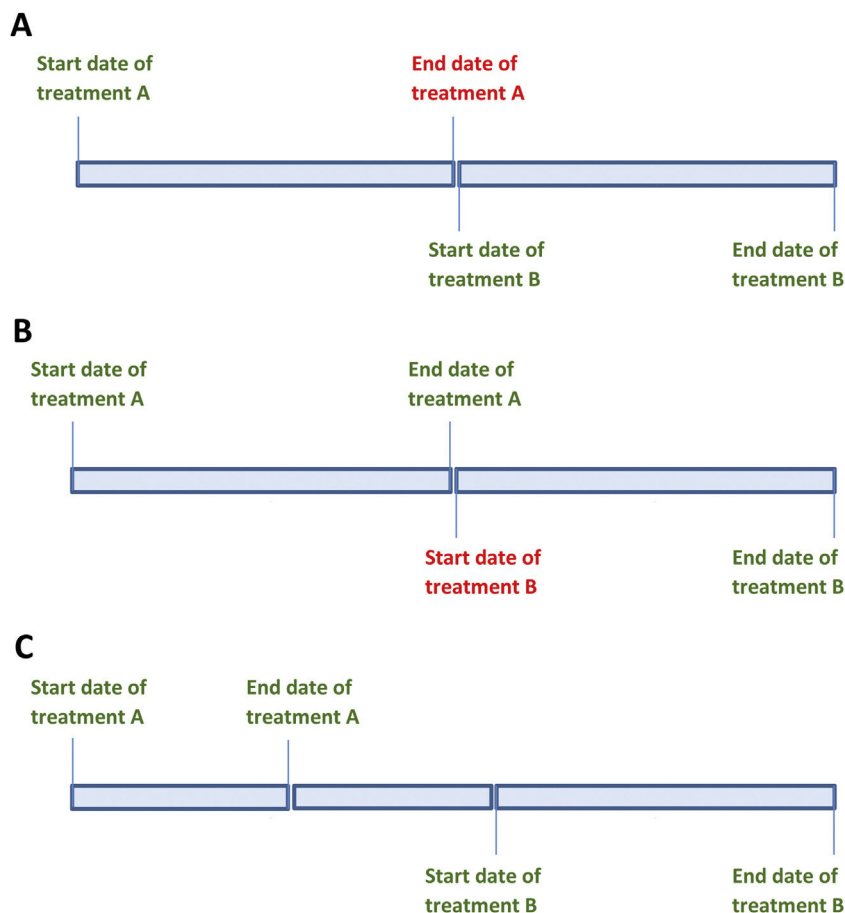 A
Start date of
treatment A
End date of
treatment A
Start date of
treatment B
End date of
treatment B
B
Start date of
treatment A
End date of
treatment A
Start date of
treatment B
End date of
treatment B
C
Start date of
treatment A
End date of
treatment A
Start date of
treatment B
End date of
treatment B